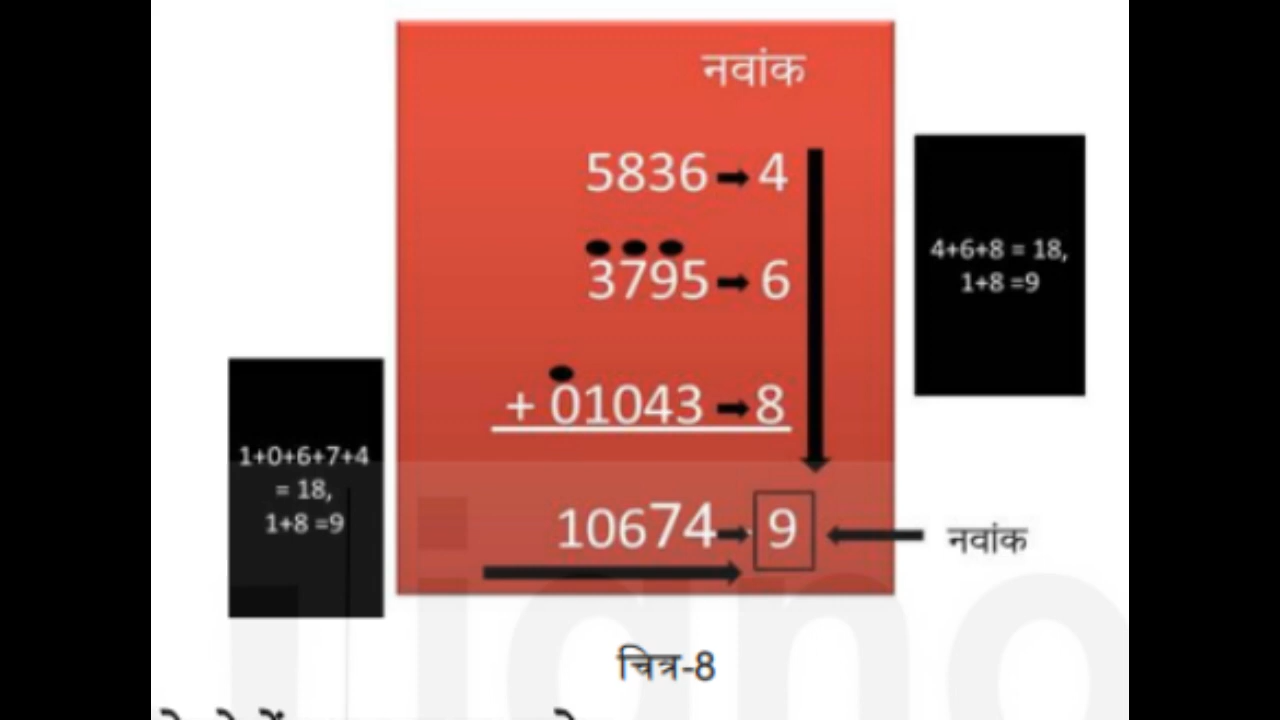 नवांक
5836 → 4
3795 → 6
+ 01043 → 8
10674 → 9
नवांक
4+6+8 = 18,
1+8 =9
1+0+6+7+4
= 18,
1+8 =9
चित्र-8